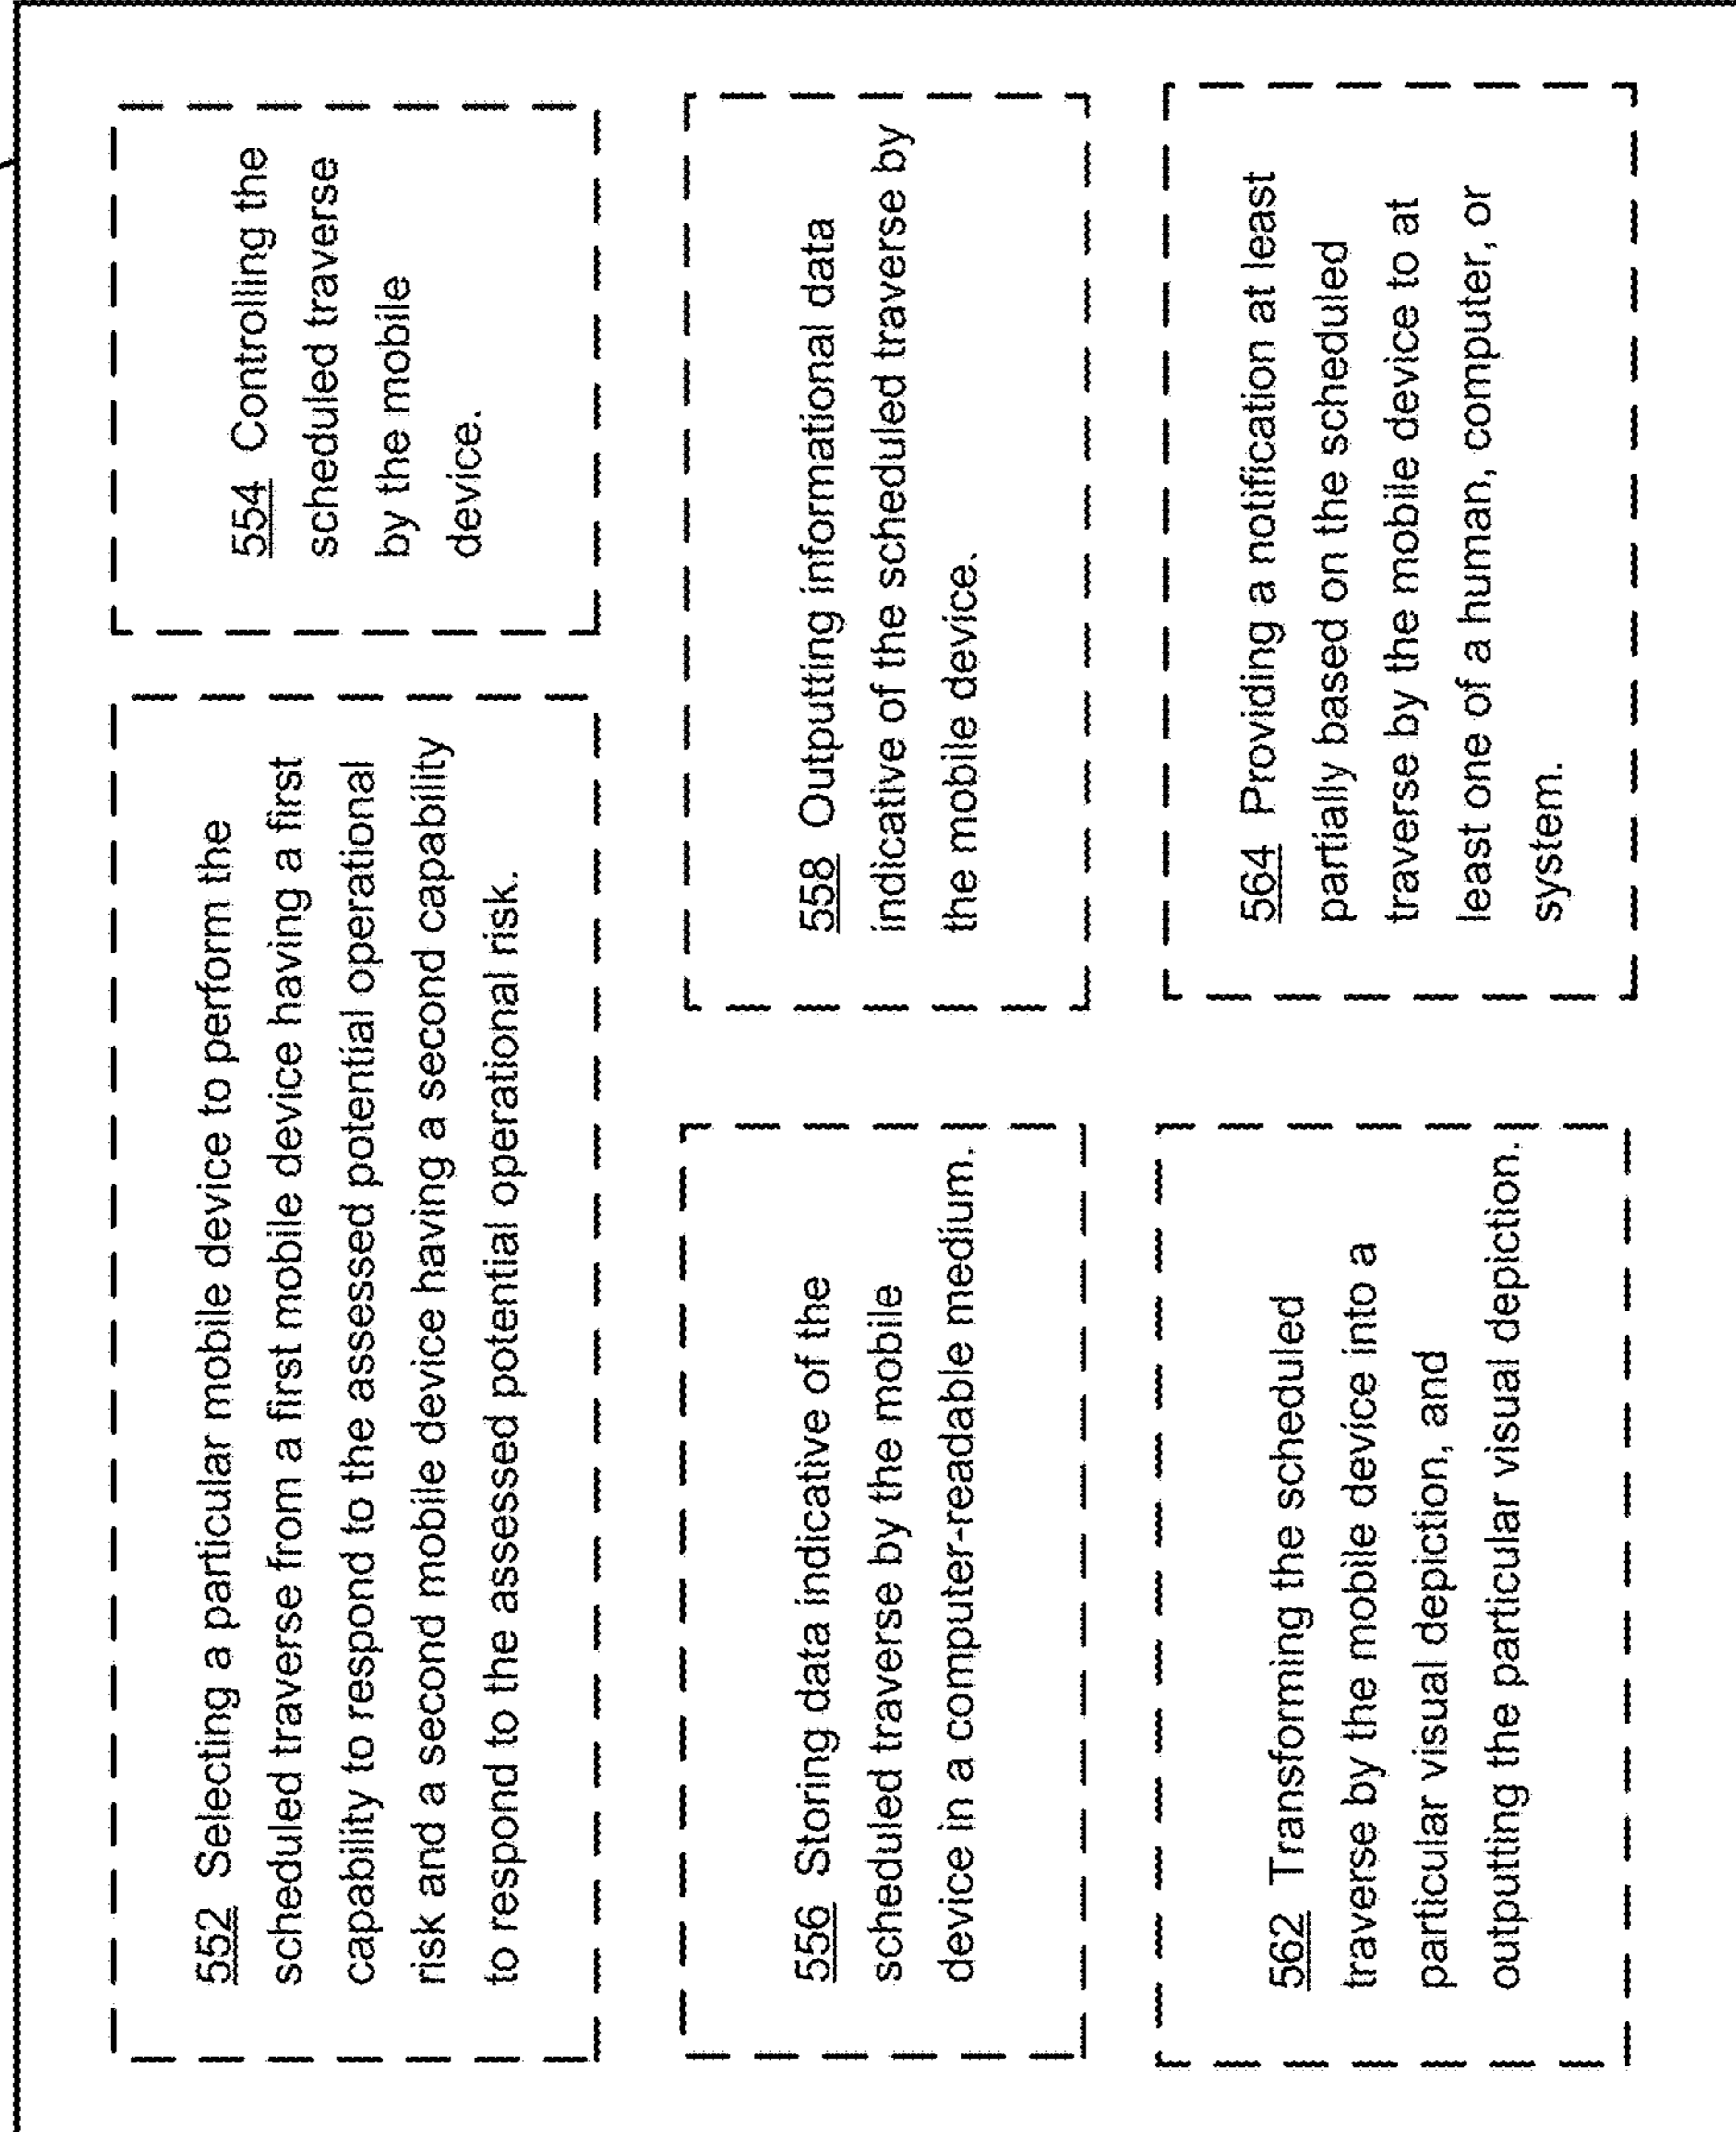 552 Selecting a particular mobile device to perform the
scheduled traverse from a first mobile device having a first
capability to respond to the assessed potential operational
risk and a second mobile device having a second capability
to respond to the assessed potential operational risk.
554 Controlling the
scheduled traverse
by the mobile
device.
556 Storing data indicative of the
scheduled traverse by the mobile
device in a computer-readable medium.
558 Outputting informational data
indicative of the scheduled traverse by
the mobile device.
562 Transforming the scheduled
traverse by the mobile device into a
particular visual depiction, and
outputting the particular visual depiction.
564 Providing a notification at least
partially based on the scheduled
traverse by the mobile device to at
least one of a human, computer, or
system.